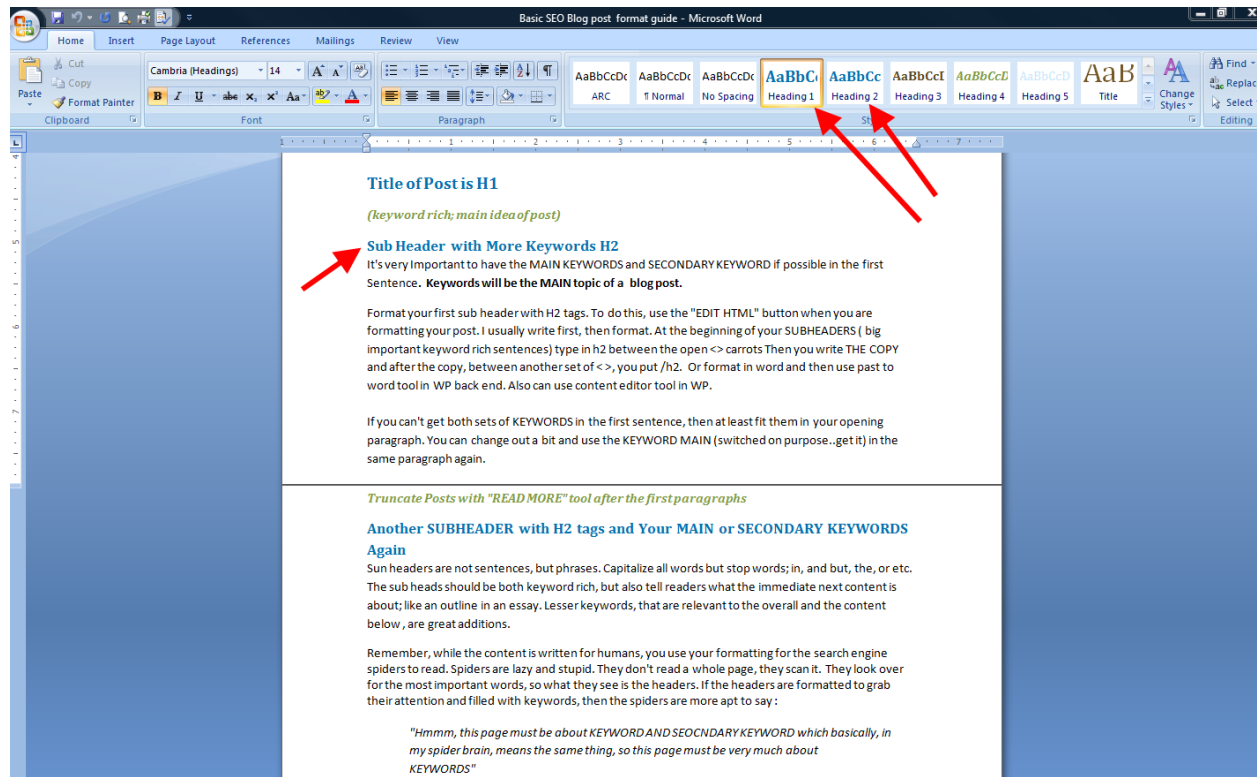 Basic SEO Blog post format guide - Microsoft Word
Home Insert Page Layout References Mailings Review View
Paste
Cut
Copy
Format Painter
Clipboard
Cambria (Headings) 14
B I U abe X, X² Aa
Font
Paragraph
AaBbCcDc AaBbCcDc AaBbCcDc AaBbC AaBbCc AaBbCcI AaBbCcD AaBbCcD AaB
ARC ¶ Normal No Spacing Heading 1 Heading 2 Heading 3 Heading 4 Heading 5 Title
Change
Styles
Find
Replac
Select
Editing
1 1 2 3 4 5 6 7
Title of Post is H1
(keyword rich; main idea of post)
Sub Header with More Keywords H2
It's very Important to have the MAIN KEYWORDS and SECONDARY KEYWORD if possible in the first
Sentence. Keywords will be the MAIN topic of a blog post.
Format your first sub header with H2 tags. To do this, use the "EDIT HTML" button when you are
formatting your post. I usually write first, then format. At the beginning of your SUBHEADERS ( big
important keyword rich sentences) type in h2 between the open <> carrots Then you write THE COPY
and after the copy, between another set of < >, you put /h2. Or format in word and then use past to
word tool in WP back end. Also can use content editor tool in WP.
If you can't get both sets of KEYWORDS in the first sentence, then at least fit them in your opening
paragraph. You can change out a bit and use the KEYWORD MAIN (switched on purpose..get it) in the
same paragraph again.
Truncate Posts with "READ MORE" tool after the first paragraphs
Another SUBHEADER with H2 tags and Your MAIN or SECONDARY KEYWORDS
Again
Sun headers are not sentences, but phrases. Capitalize all words but stop words; in, and but, the, or etc.
The sub heads should be both keyword rich, but also tell readers what the immediate next content is
about; like an outline in an essay. Lesser keywords, that are relevant to the overall and the content
below , are great additions.
Remember, while the content is written for humans, you use your formatting for the search engine
spiders to read. Spiders are lazy and stupid. They don't read a whole page, they scan it. They look over
for the most important words, so what they see is the headers. If the headers are formatted to grab
their attention and filled with keywords, then the spiders are more apt to say :
"Hmmm, this page must be about KEYWORD AND SEOCNDARY KEYWORD which basically, in
my spider brain, means the same thing, so this page must be very much about
KEYWORDS"